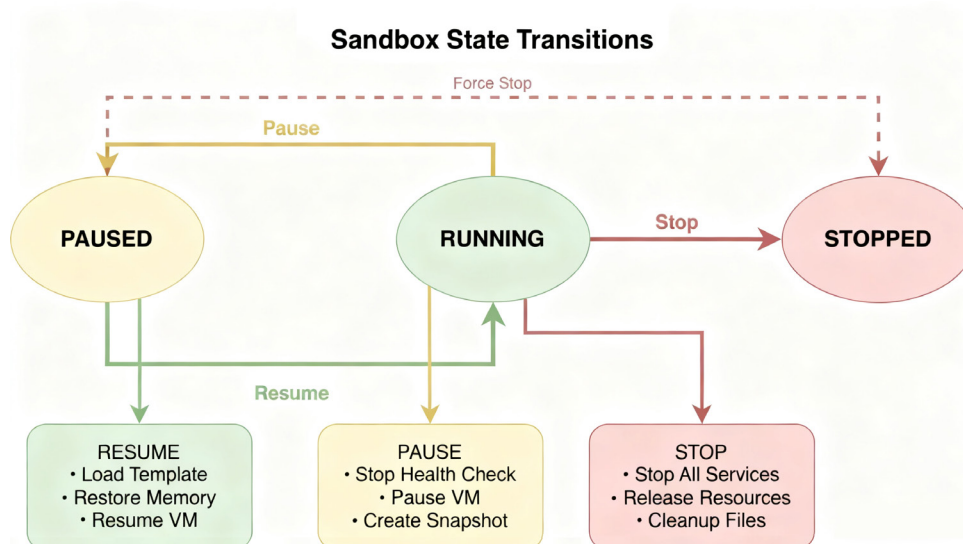 Sandbox State Transitions
Force Stop
Pause
PAUSED
RUNNING
Stop
STOPPED
Resume
RESUME
• Load Template
• Restore Memory
• Resume VM
PAUSE
• Stop Health Check
• Pause VM
• Create Snapshot
STOP
• Stop All Services
• Release Resources
• Cleanup Files